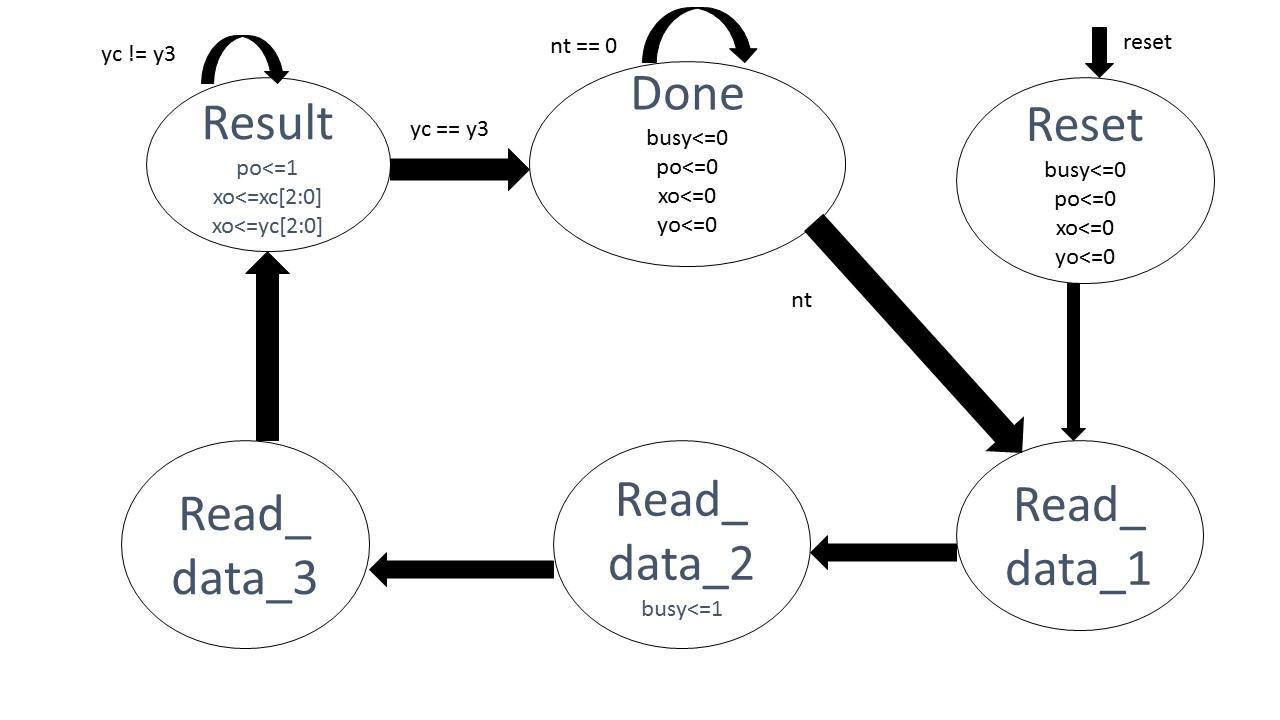 yc != y3
Result
po<=1
xo<=xc[2:0]
xo<=yc[2:0]
yc == y3
nt == 0
Done
busy<=0
po<=0
xo<=0
yo<=0
reset
Reset
busy<=0
po<=0
xo<=0
yo<=0
nt
Read_
data_3
Read_
data_2
busy<=1
Read_
data_1